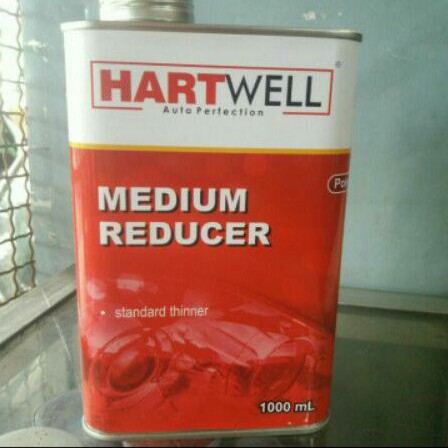 HARTWELL
®
Auto Perfection
MEDIUM
REDUCER
• standard thinner
1000 mL